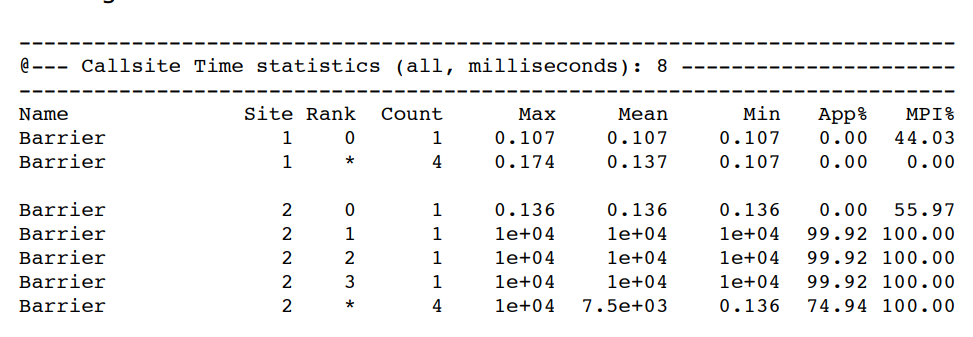 ---------------------------------------------------------------------------
@--- Callsite Time statistics (all, milliseconds): 8 ----------------------
---------------------------------------------------------------------------
Name              Site Rank  Count      Max     Mean      Min   App%   MPI%
Barrier              1    0      1    0.107    0.107    0.107   0.00  44.03
Barrier              1    *      4    0.174    0.137    0.107   0.00   0.00

Barrier              2    0      1    0.136    0.136    0.136   0.00  55.97
Barrier              2    1      1    1e+04    1e+04    1e+04  99.92 100.00
Barrier              2    2      1    1e+04    1e+04    1e+04  99.92 100.00
Barrier              2    3      1    1e+04    1e+04    1e+04  99.92 100.00
Barrier              2    *      4    1e+04  7.5e+03    0.136  74.94 100.00